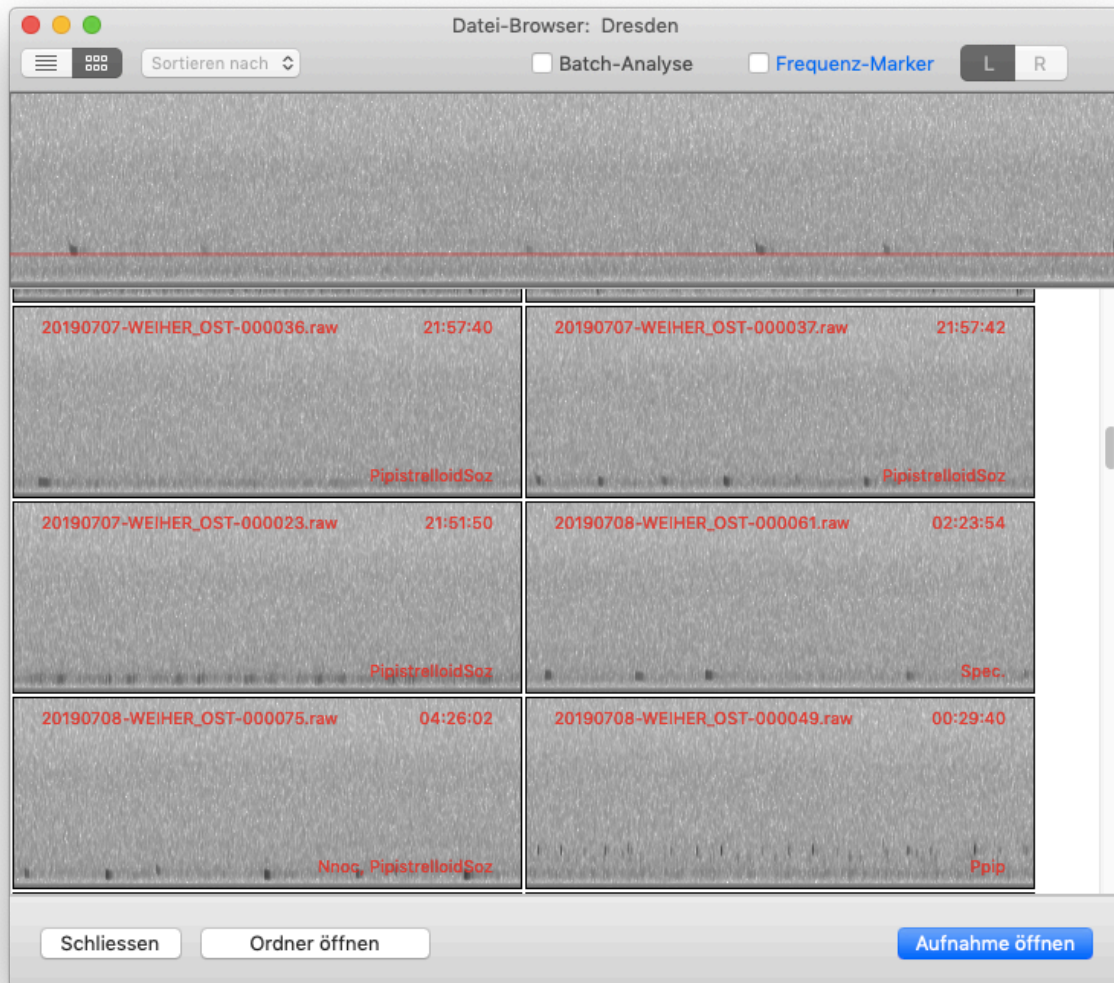 Datei-Browser: Dresden
Sortieren nach
Batch-Analyse
Frequenz-Marker
L
R
20190707-WEIHER_OST-000036.raw
21:57:40
PipistrelloidSoz
20190707-WEIHER_OST-000037.raw
21:57:42
PipistrelloidSoz
20190707-WEIHER_OST-000023.raw
21:51:50
PipistrelloidSoz
20190708-WEIHER_OST-000061.raw
02:23:54
Spec.
20190708-WEIHER_OST-000075.raw
04:26:02
Nnoc, PipistrelloidSoz
20190708-WEIHER_OST-000049.raw
00:29:40
Ppip
Schliessen
Ordner öffnen
Aufnahme öffnen